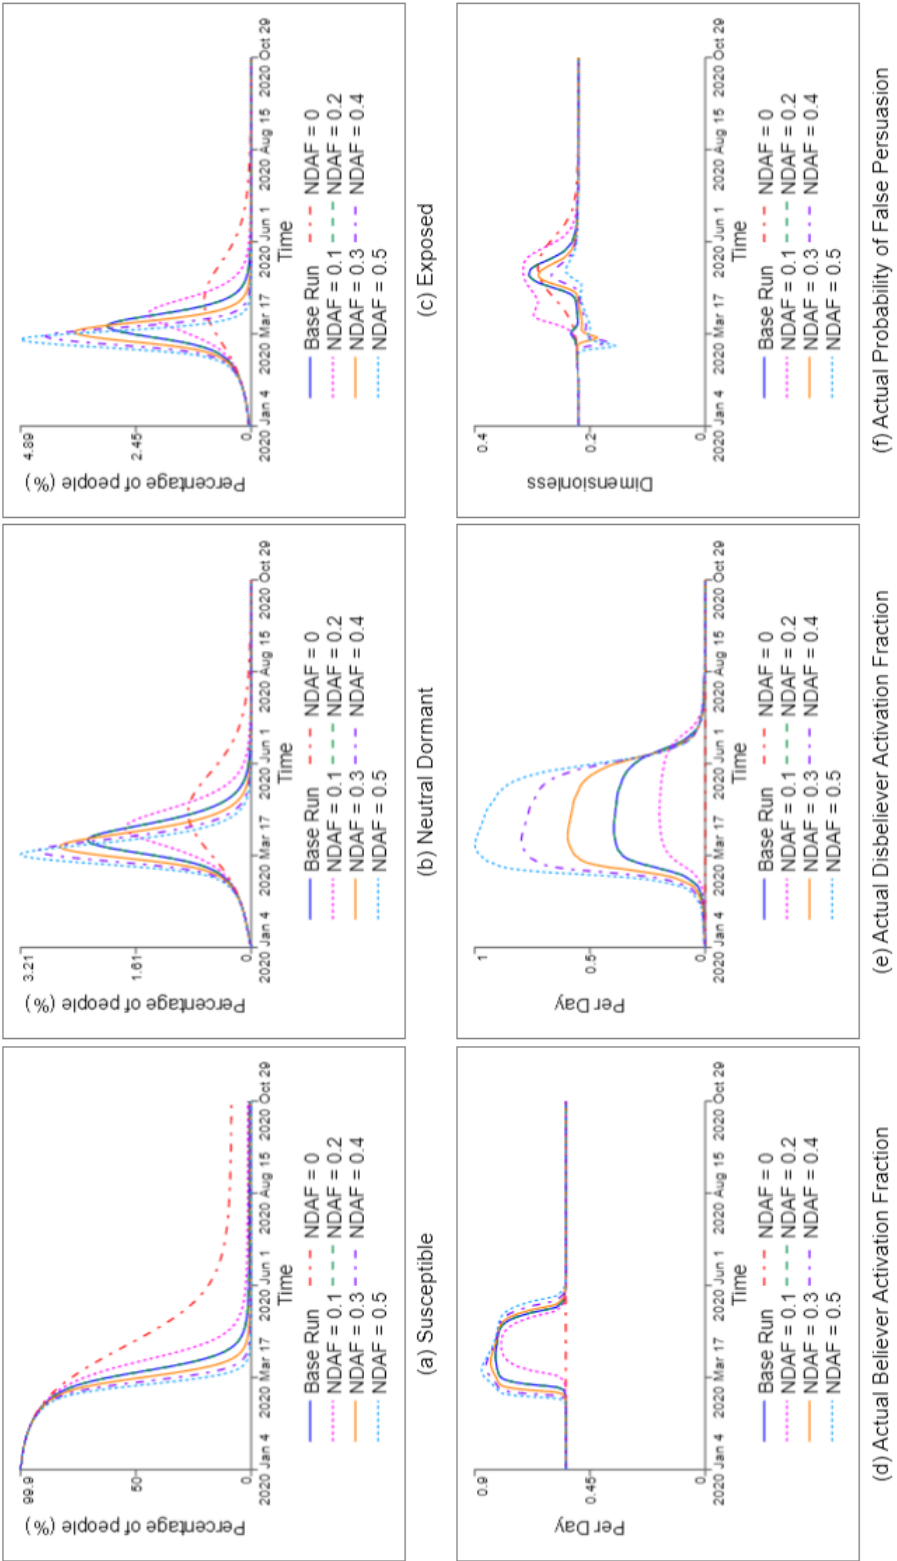 Percentage of people (%)
99.9
50
0
2020 Jan 4 2020 Mar 17 2020 Jun 1 2020 Aug 15 2020 Oct 29
Time
Base Run NDAF = 0
NDAF = 0.1 NDAF = 0.2
NDAF = 0.3 NDAF = 0.4
NDAF = 0.5
(a) Susceptible
Percentage of people (%)
3.21
1.61
0
2020 Jan 4 2020 Mar 17 2020 Jun 1 2020 Aug 15 2020 Oct 29
Time
Base Run NDAF = 0
NDAF = 0.1 NDAF = 0.2
NDAF = 0.3 NDAF = 0.4
NDAF = 0.5
(b) Neutral Dormant
Percentage of people (%)
4.89
2.45
0
2020 Jan 4 2020 Mar 17 2020 Jun 1 2020 Aug 15 2020 Oct 29
Time
Base Run NDAF = 0
NDAF = 0.1 NDAF = 0.2
NDAF = 0.3 NDAF = 0.4
NDAF = 0.5
(c) Exposed
Per Day
0.9
0.45
0
2020 Jan 4 2020 Mar 17 2020 Jun 1 2020 Aug 15 2020 Oct 29
Time
Base Run NDAF = 0
NDAF = 0.1 NDAF = 0.2
NDAF = 0.3 NDAF = 0.4
NDAF = 0.5
(d) Actual Believer Activation Fraction
Per Day
1
0.5
0
2020 Jan 4 2020 Mar 17 2020 Jun 1 2020 Aug 15 2020 Oct 29
Time
Base Run NDAF = 0
NDAF = 0.1 NDAF = 0.2
NDAF = 0.3 NDAF = 0.4
NDAF = 0.5
(e) Actual Disbeliever Activation Fraction
Dimensionless
0.4
0.2
0
2020 Jan 4 2020 Mar 17 2020 Jun 1 2020 Aug 15 2020 Oct 29
Time
Base Run NDAF = 0
NDAF = 0.1 NDAF = 0.2
NDAF = 0.3 NDAF = 0.4
NDAF = 0.5
(f) Actual Probability of False Persuasion